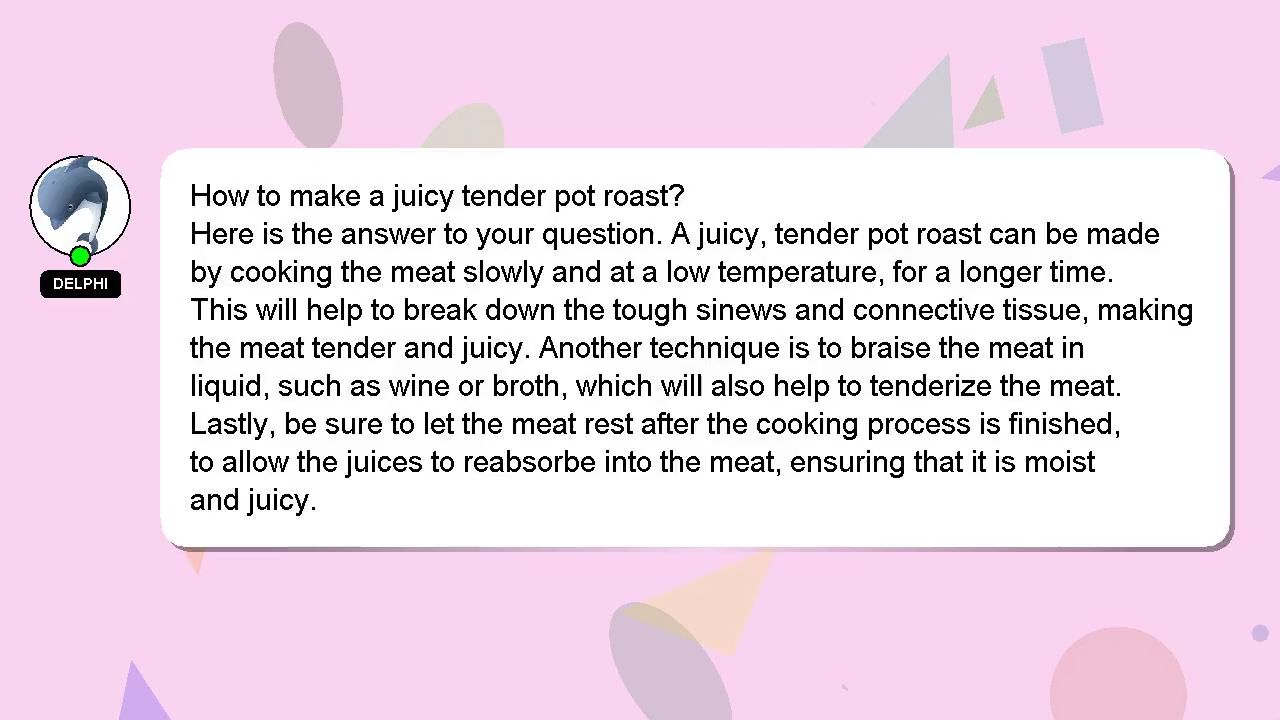 How to make a juicy tender pot roast?
Here is the answer to your question. A juicy, tender pot roast can be made
by cooking the meat slowly and at a low temperature, for a longer time.
This will help to break down the tough sinews and connective tissue, making
the meat tender and juicy. Another technique is to braise the meat in
liquid, such as wine or broth, which will also help to tenderize the meat.
Lastly, be sure to let the meat rest after the cooking process is finished,
to allow the juices to reabsorbe into the meat, ensuring that it is moist
and juicy.
DELPHI